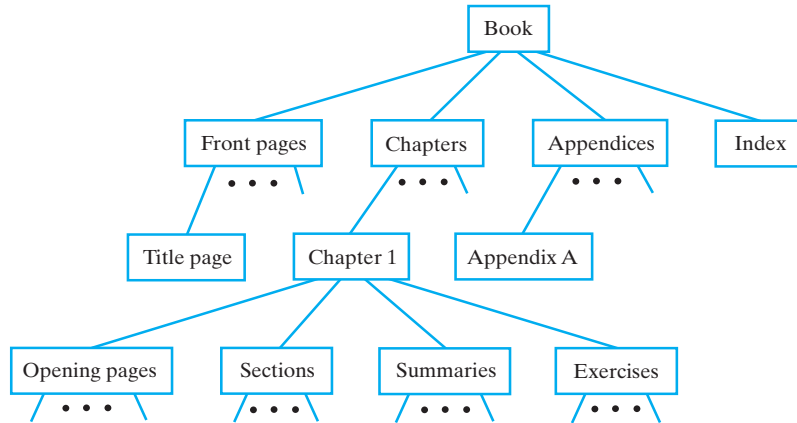 Book
Front pages
Chapters
Appendices
Index
Title page
Chapter 1
Appendix A
Opening pages
Sections
Summaries
Exercises